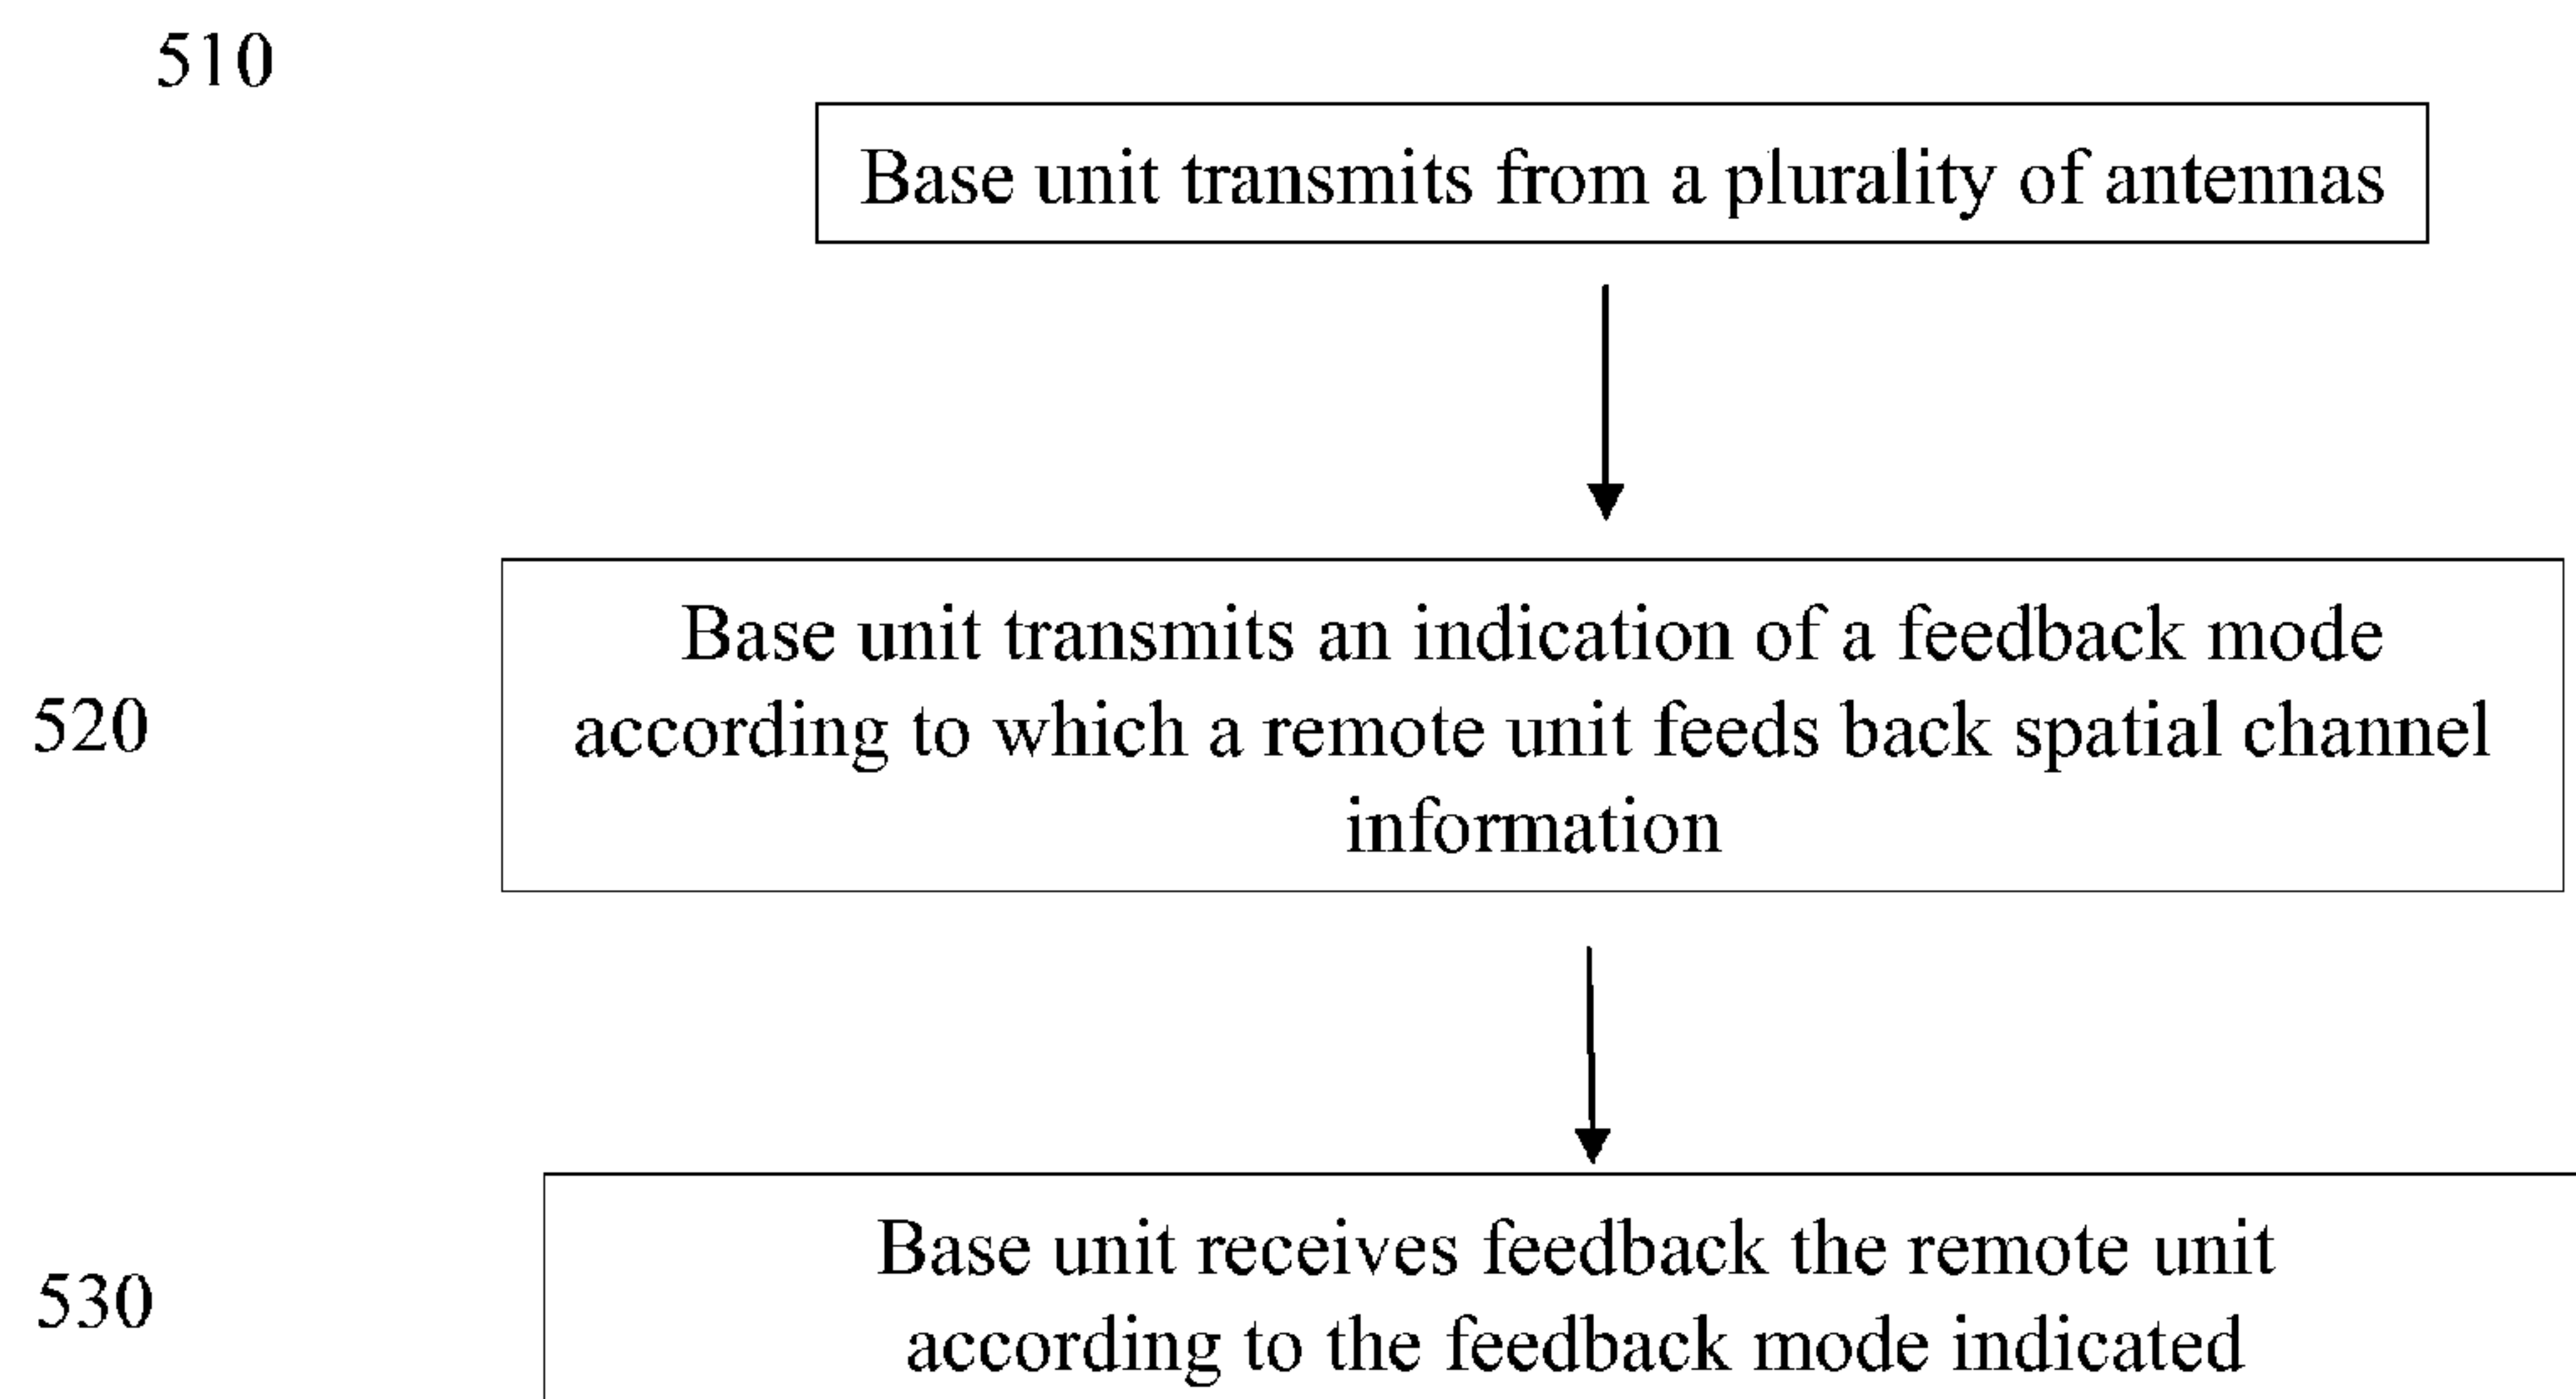 510
Base unit transmits from a plurality of antennas
Base unit transmits an indication of a feedback mode
according to which a remote unit feeds back spatial channel
information
520
Base unit receives feedback the remote unit
according to the feedback mode indicated
530